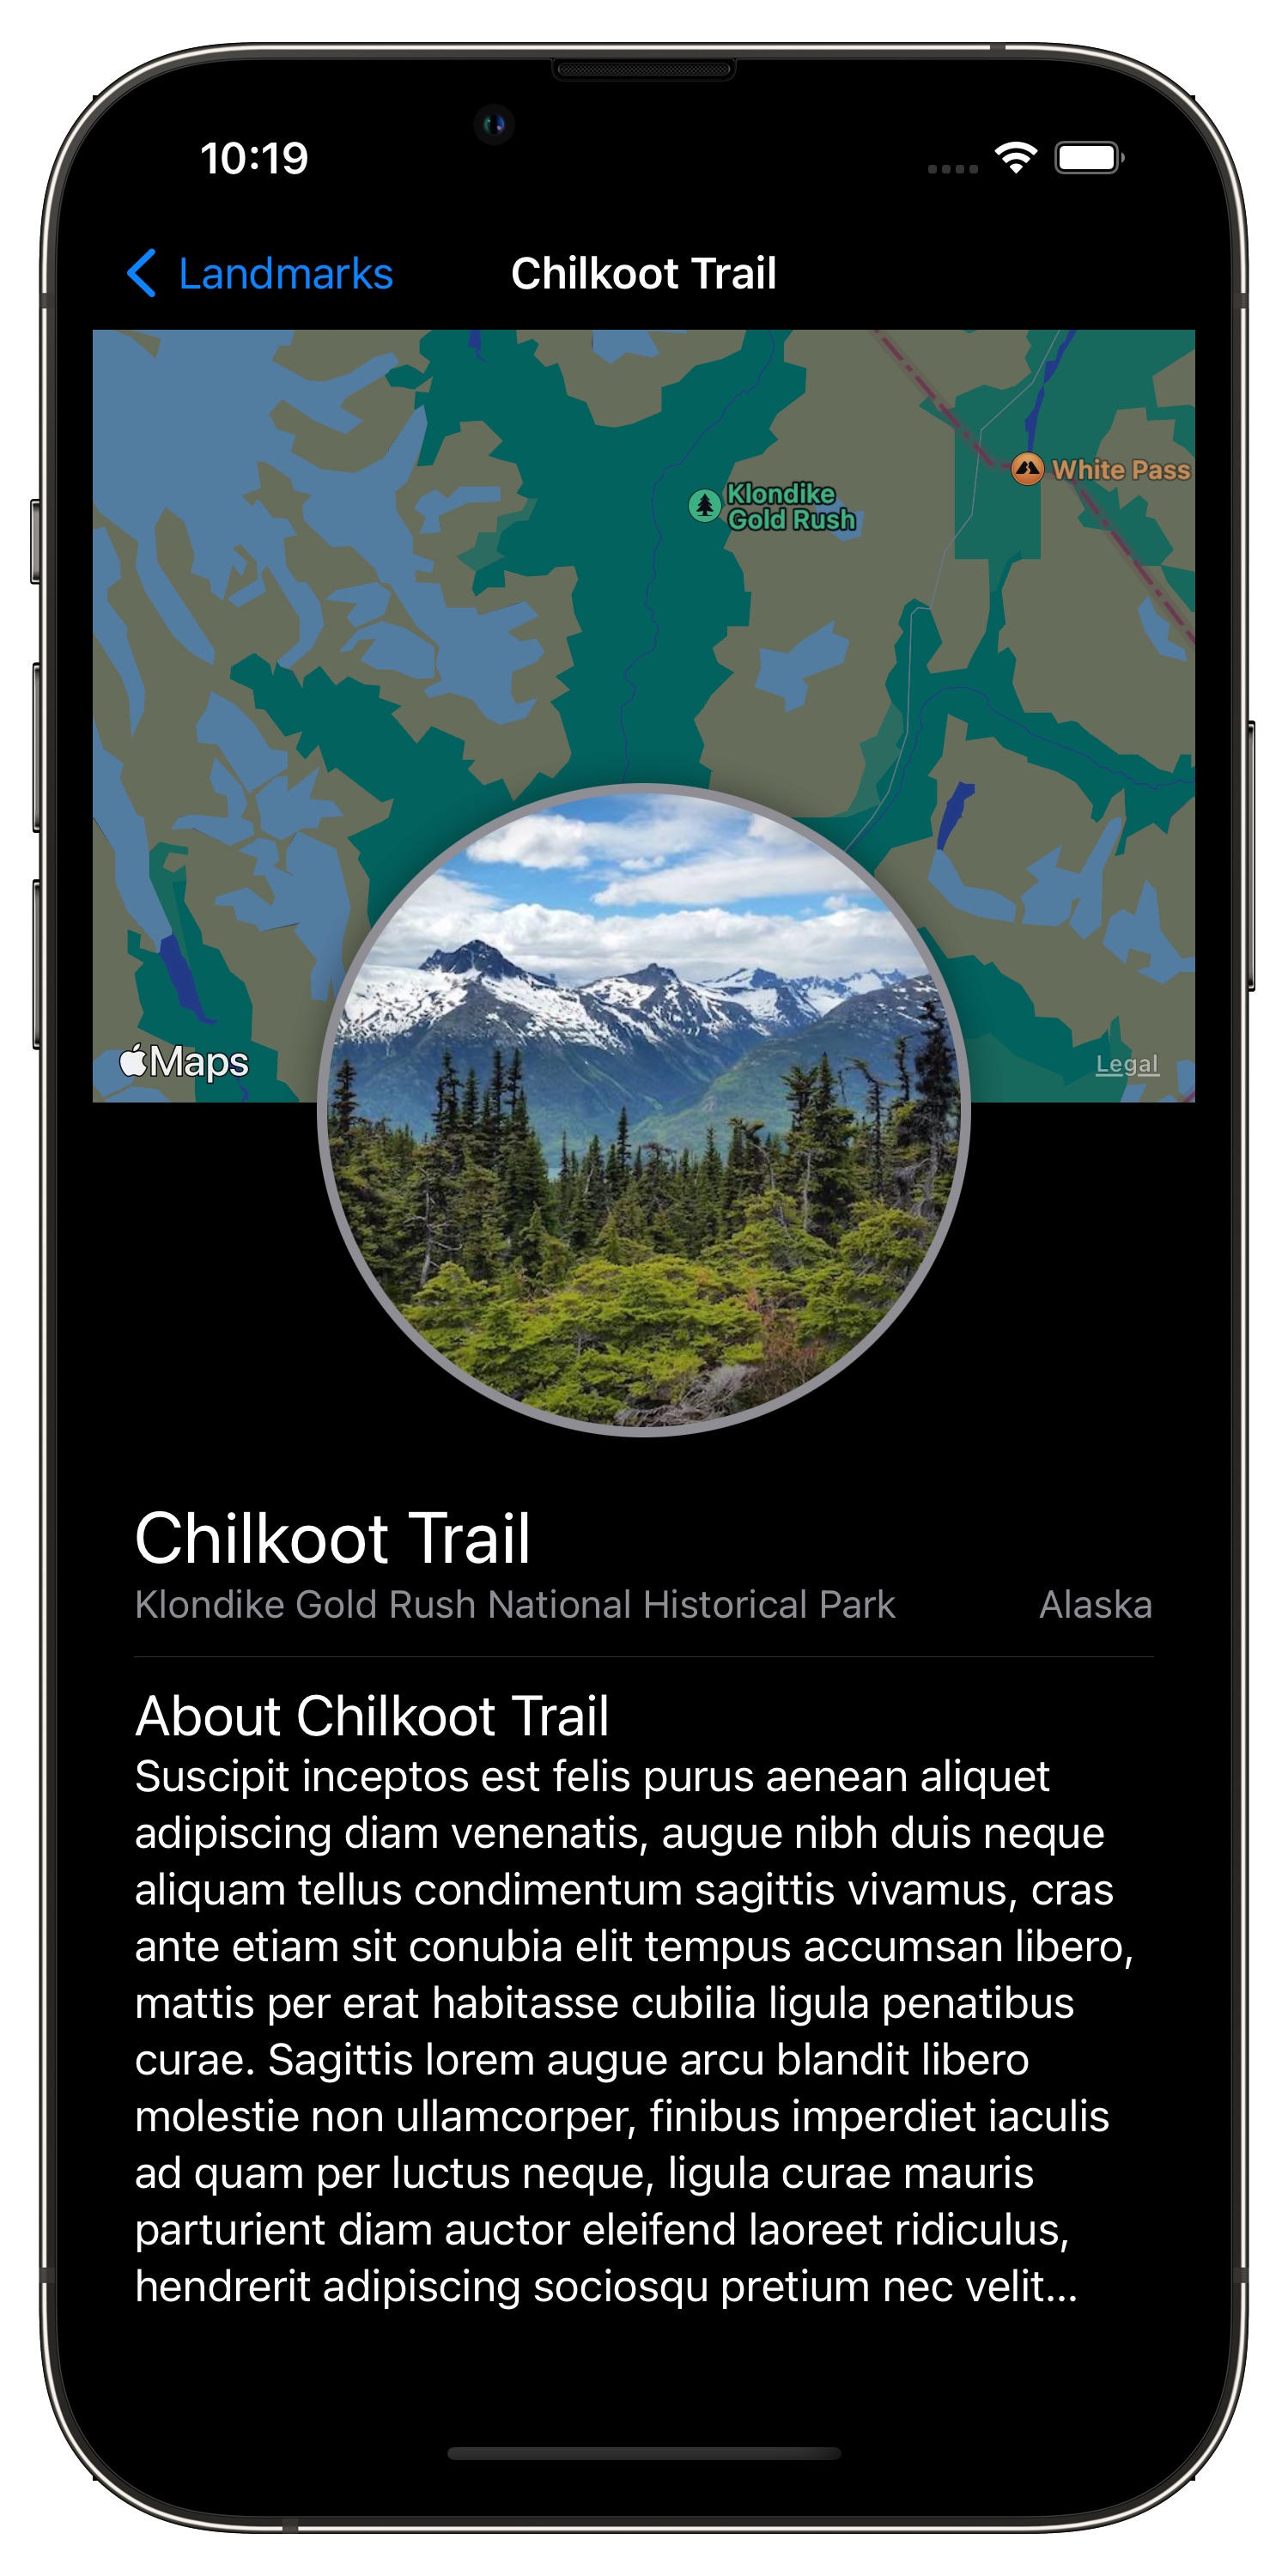 10:19
Landmarks
Chilkoot Trail
White Pass
Klondike
Gold Rush
Maps
Legal
Chilkoot Trail
Klondike Gold Rush National Historical Park Alaska
About Chilkoot Trail
Suscipit inceptos est felis purus aenean aliquet
adipiscing diam venenatis, augue nibh duis neque
aliquam tellus condimentum sagittis vivamus, cras
ante etiam sit conubia elit tempus accumsan libero,
mattis per erat habitasse cubilia ligula penatibus
curae. Sagittis lorem augue arcu blandit libero
molestie non ullamcorper, finibus imperdiet iaculis
ad quam per luctus neque, ligula curae mauris
parturient diam auctor eleifend laoreet ridiculus,
hendrerit adipiscing sociosqu pretium nec velit...